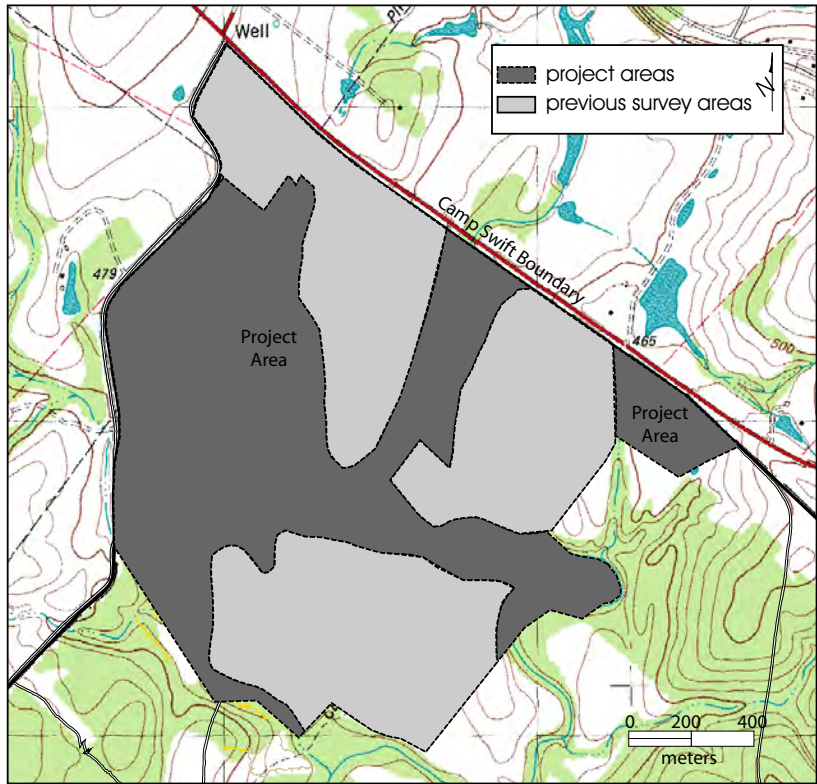 Well
project areas
previous survey areas
N
Camp Swift Boundary
479
Project
Area
465
500
Project
Area
0 200 400
meters